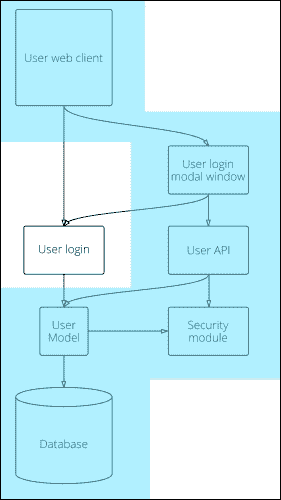 User web client
User login
modal window
User login
User API
User
Model
Security
module
Database